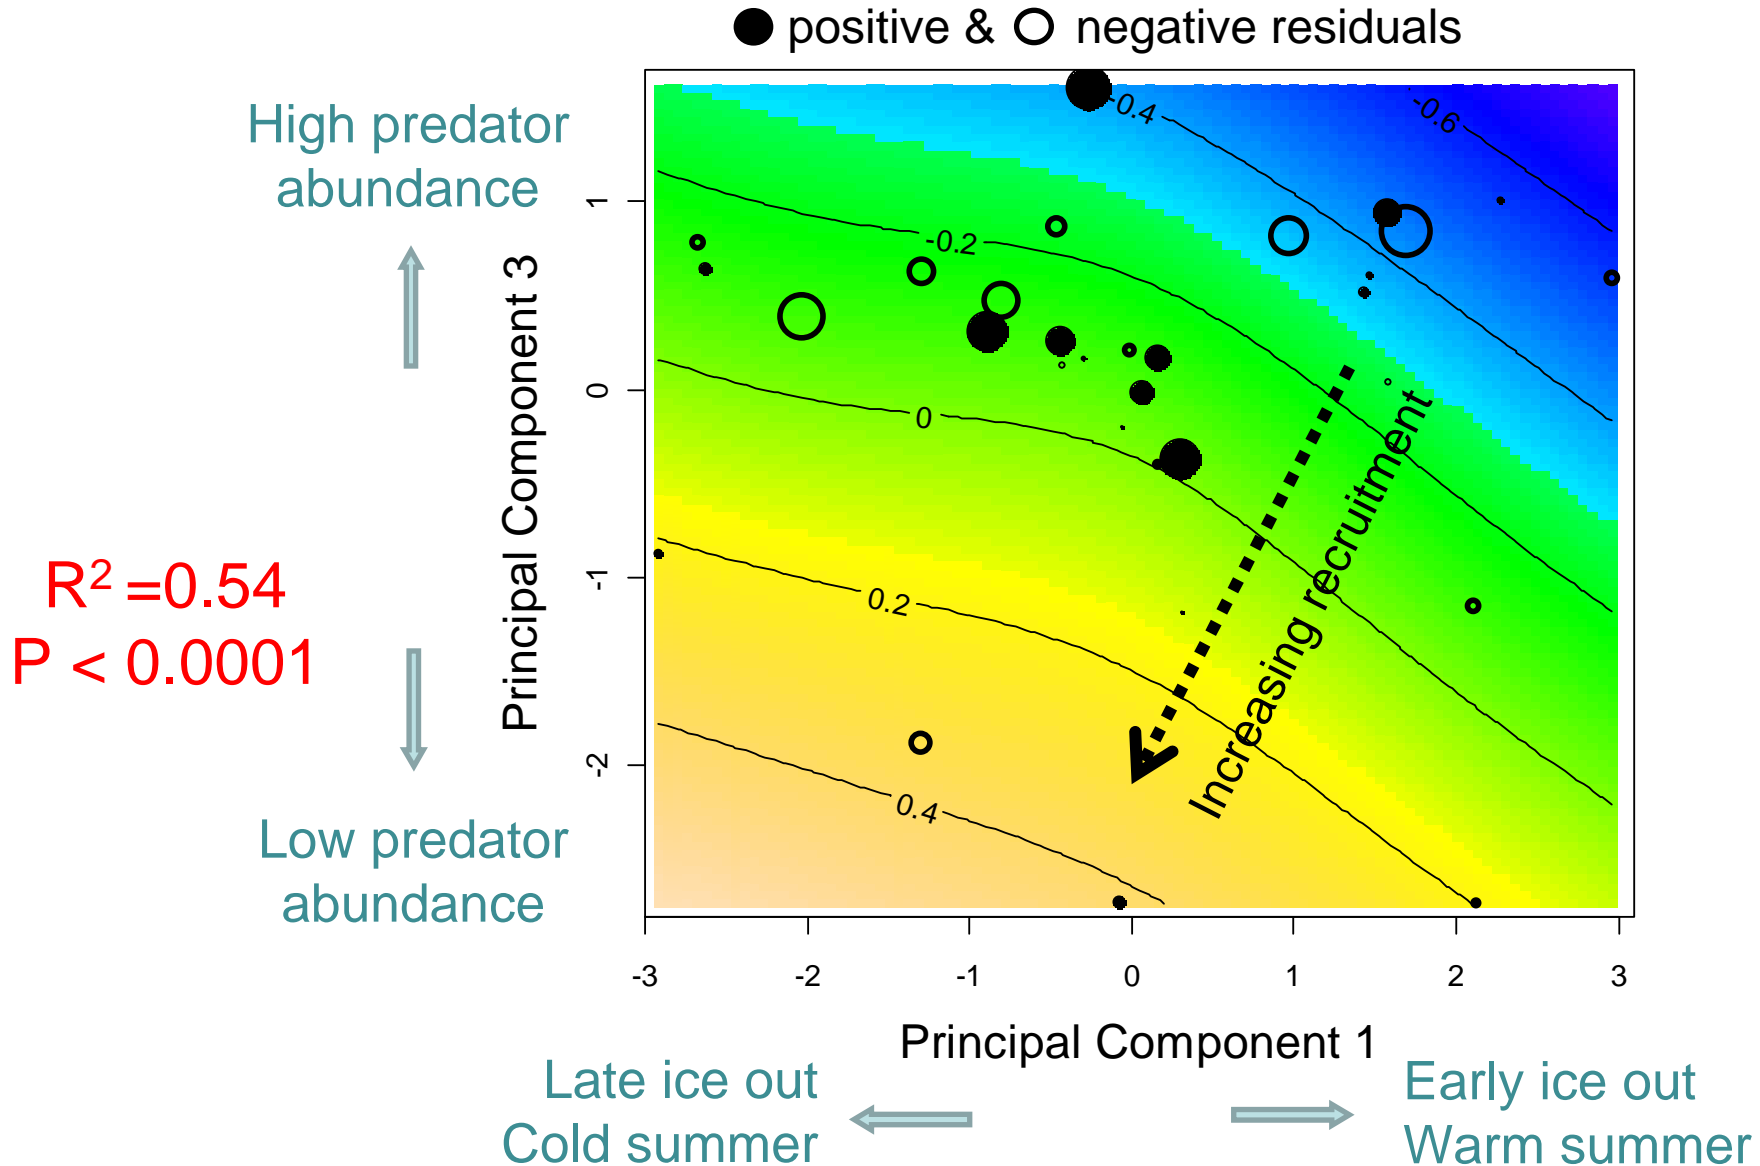 positive & negative residuals
High predator
abundance
Principal Component 3
R² =0.54
P < 0.0001
Low predator
abundance
1
0
-1
-2
-0.4
-0.6
-0.2
0
0.2
0.4
Increasing recruitment
-3 -2 -1 0 1 2 3
Principal Component 1
Late ice out
Cold summer
Early ice out
Warm summer